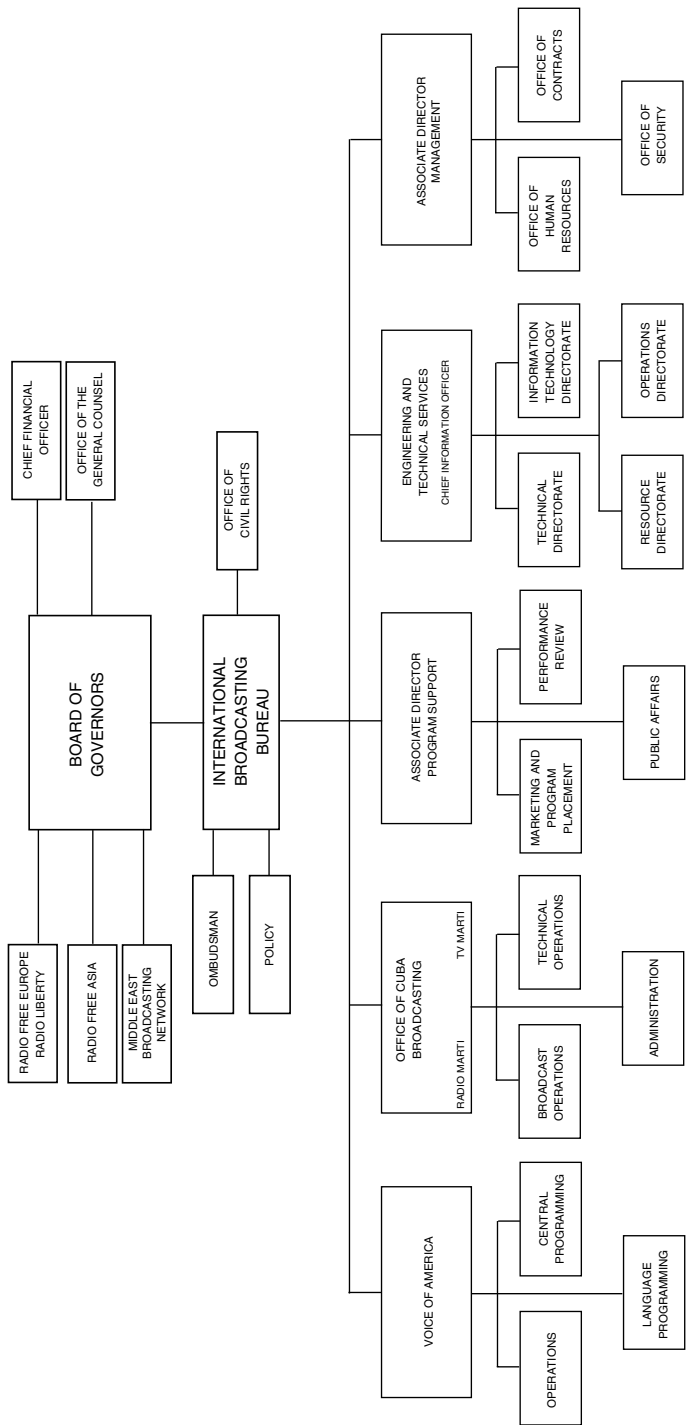 RADIO FREE EUROPE
RADIO LIBERTY
RADIO FREE ASIA
MIDDLE EAST
BROADCASTING
NETWORK
BOARD OF
GOVERNORS
CHIEF FINANCIAL
OFFICER
OFFICE OF THE
GENERAL COUNSEL
OMBUDSMAN
POLICY
INTERNATIONAL
BROADCASTING
BUREAU
OFFICE OF
CIVIL RIGHTS
VOICE OF AMERICA
OPERATIONS
CENTRAL
PROGRAMMING
LANGUAGE
PROGRAMMING
OFFICE OF CUBA
BROADCASTING
RADIO MARTI
TV MARTI
BROADCAST
OPERATIONS
TECHNICAL
OPERATIONS
ADMINISTRATION
ASSOCIATE DIRECTOR
PROGRAM SUPPORT
MARKETING AND
PROGRAM
PLACEMENT
PERFORMANCE
REVIEW
PUBLIC AFFAIRS
ENGINEERING AND
TECHNICAL SERVICES
CHIEF INFORMATION OFFICER
TECHNICAL
DIRECTORATE
INFORMATION
TECHNOLOGY
DIRECTORATE
RESOURCE
DIRECTORATE
OPERATIONS
DIRECTORATE
ASSOCIATE DIRECTOR
MANAGEMENT
OFFICE OF
HUMAN
RESOURCES
OFFICE OF
CONTRACTS
OFFICE OF
SECURITY